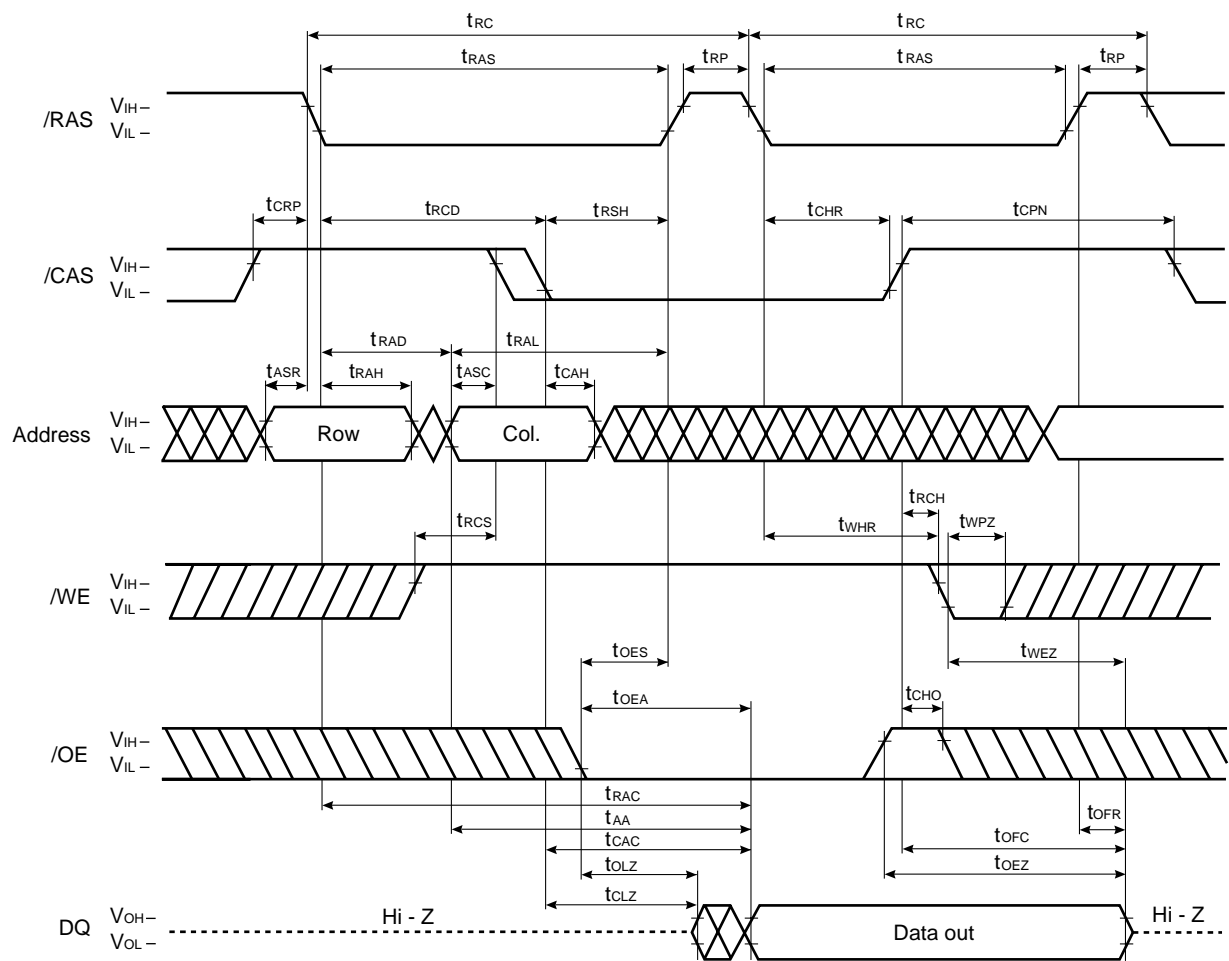 tRC tRC
tRAS tRP tRAS tRP
/RAS VIH – VIL –
tCRP tRCD tRSH tCHR tCPN
/CAS VIH – VIL –
tRAD tRAL
tASR tRAH tASC tCAH
Address VIH – VIL – Row Col.
tRCH
tRCS tWHR tWPZ
/WE VIH – VIL –
tOES tWEZ
tOEA tCHO
/OE VIH – VIL –
tRAC
tAA tOFR
tCAC tOFC
tOLZ tOEZ
tCLZ
DQ VOH – VOL – Hi - Z Data out Hi - Z